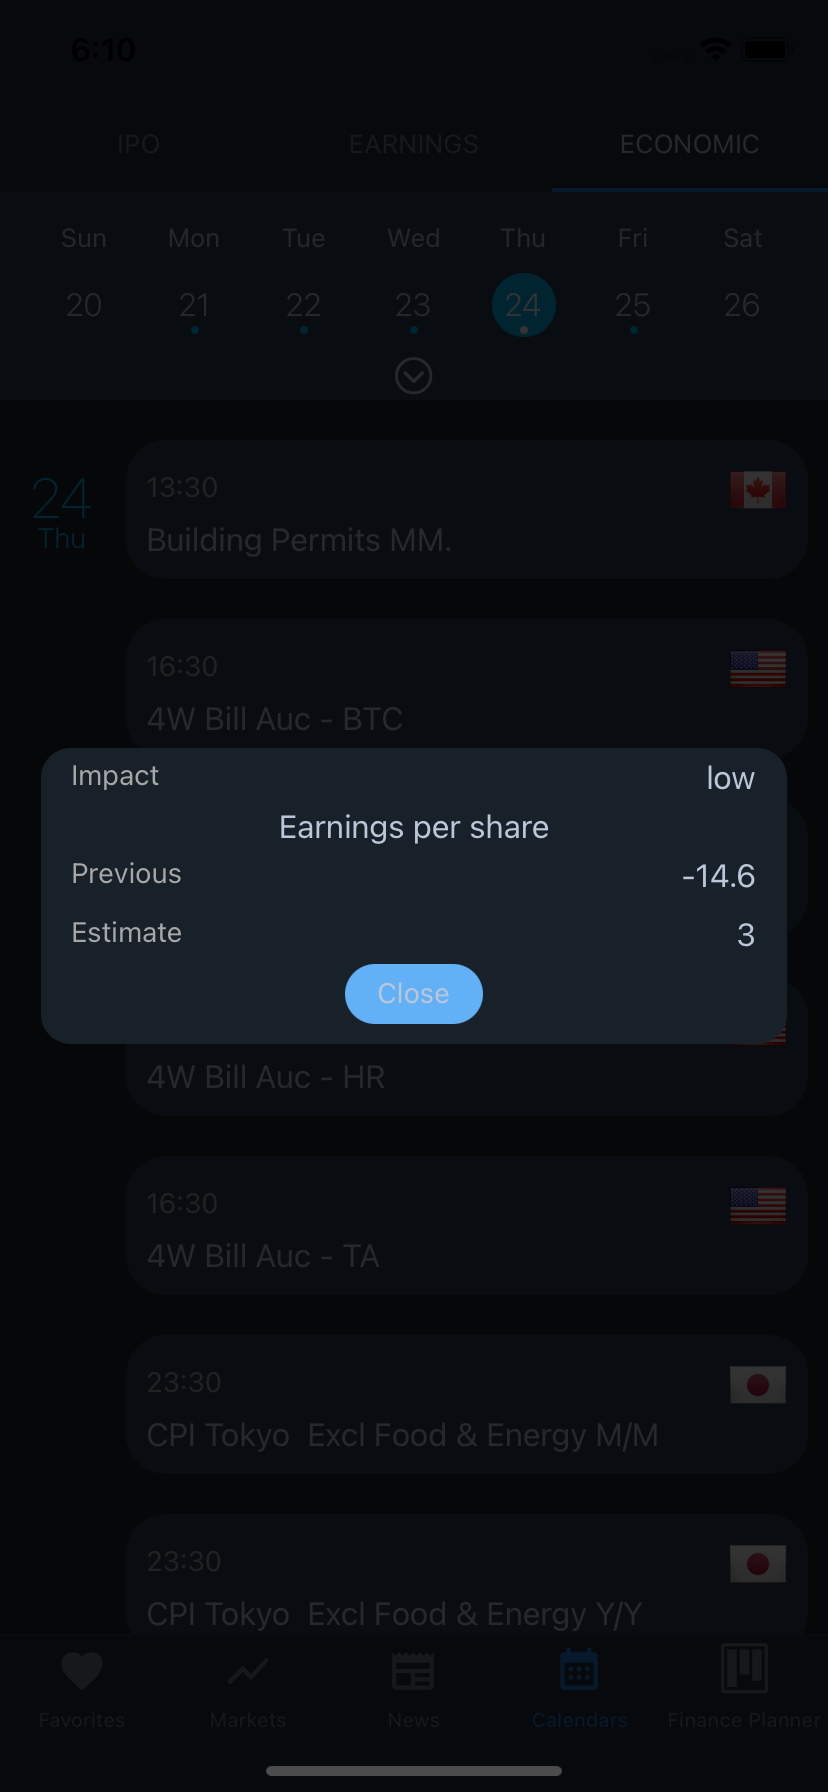 6:10
IPO EARNINGS ECONOMIC
Sun Mon Tue Wed Thu Fri Sat
20 21 22 23 24 25 26
24
Thu
13:30
Building Permits MM.
16:30
4W Bill Auc - BTC
Impact low
Earnings per share
Previous -14.6
Estimate 3
Close
4W Bill Auc - HR
16:30
4W Bill Auc - TA
23:30
CPI Tokyo  Excl Food & Energy M/M
23:30
CPI Tokyo  Excl Food & Energy Y/Y
Favorites Markets News Calendars Finance Planner